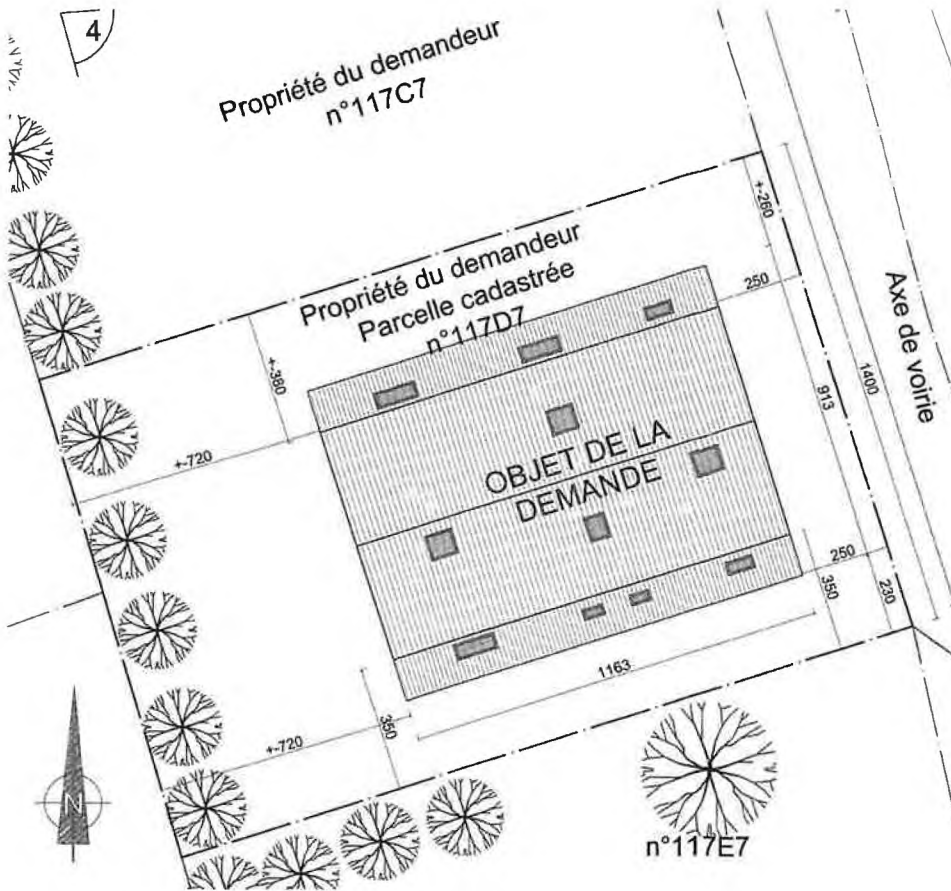 4
Propriété du demandeur
n°117C7
+-260
Propriété du demandeur
Parcelle cadastrée
n°117D7
250
Axe de voirie
+-380
1400
913
+-720
OBJET DE LA
DEMANDE
250
350
230
1163
350
+-720
N
n°117E7